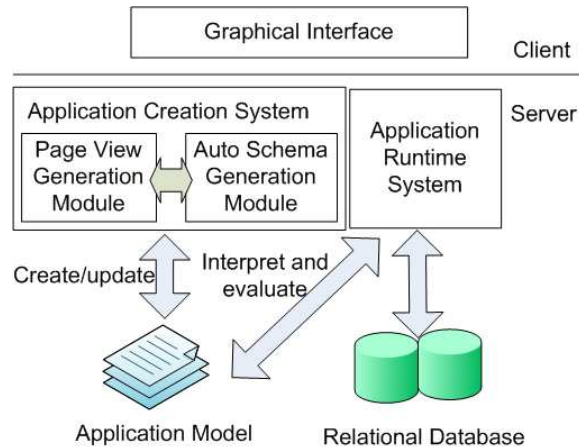 Graphical Interface
Client
Server
Application Creation System
Page View
Generation
Module
Auto Schema
Generation
Module
Application
Runtime
System
Create/update
Interpret and
evaluate
Application Model
Relational Database